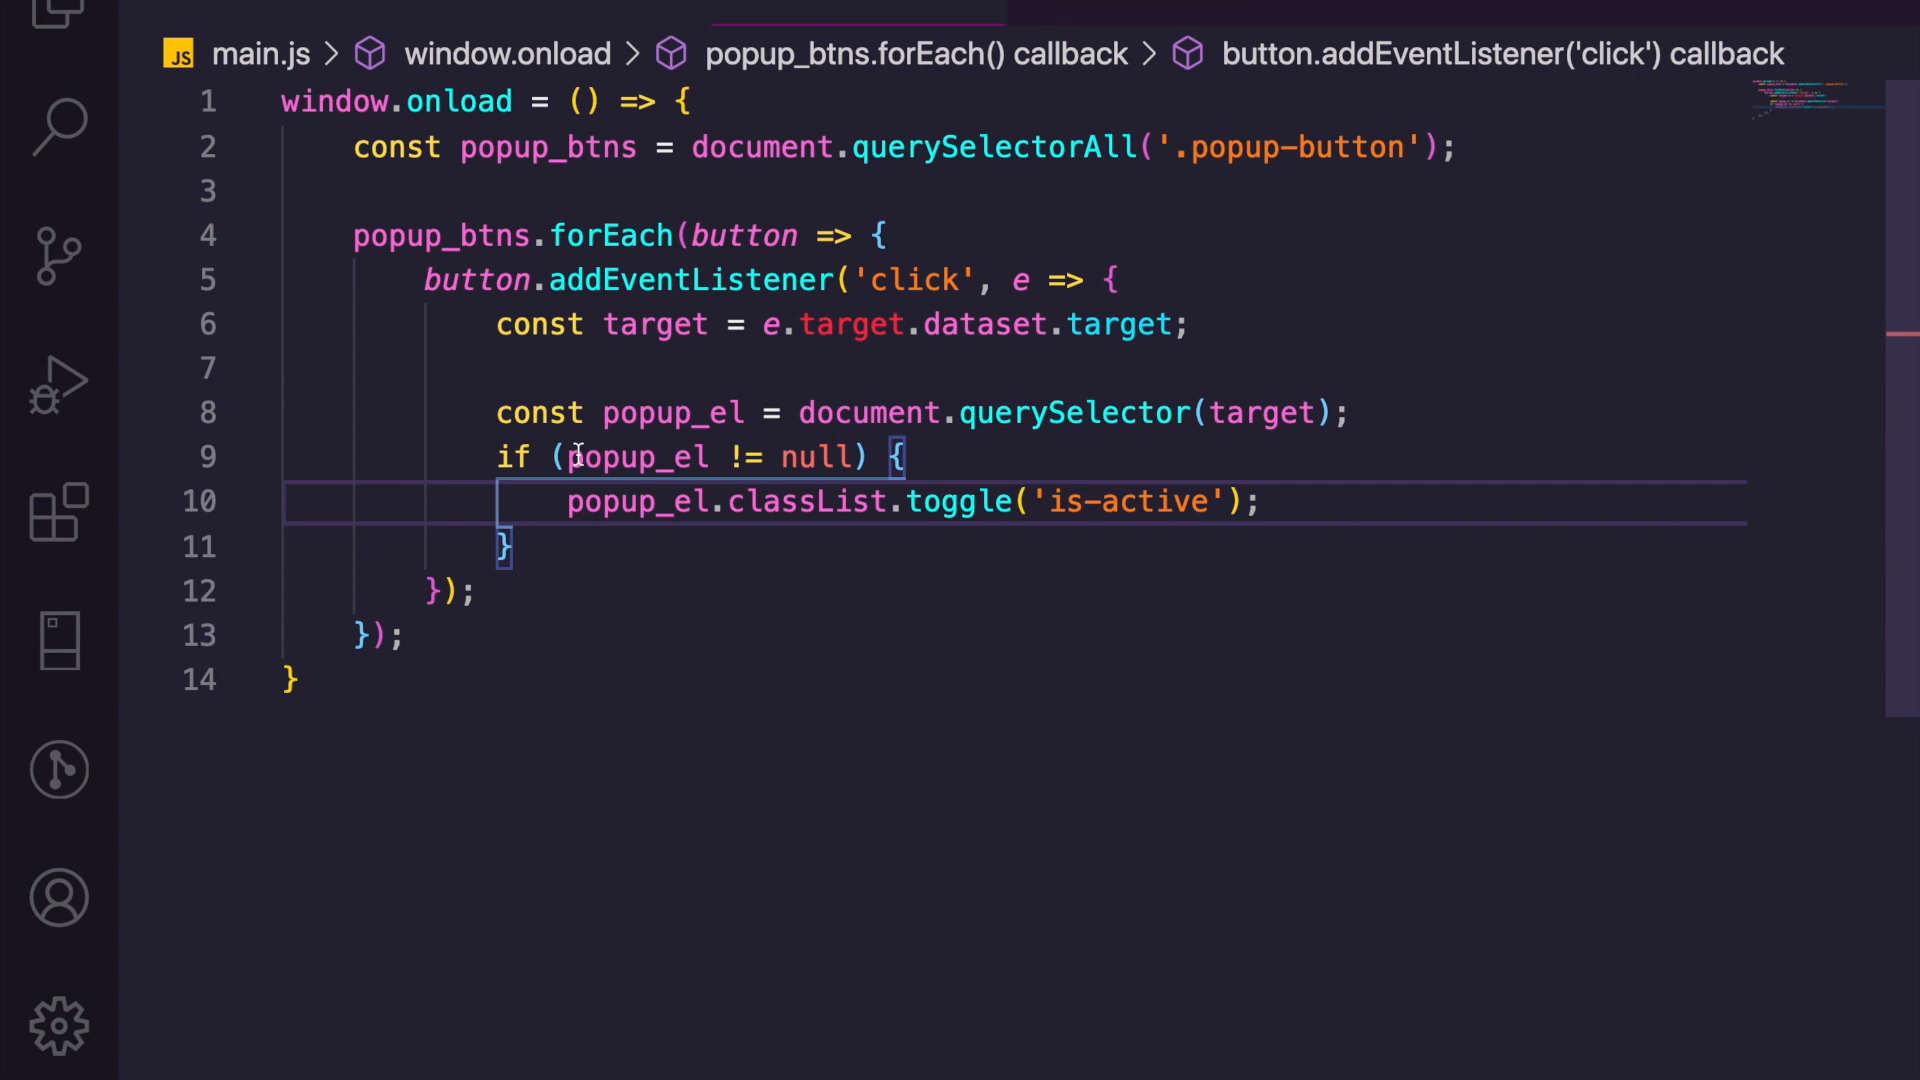 JS main.js > window.onload > popup_btns.forEach() callback > button.addEventListener('click') callback
1 window.onload = () => {
2     const popup_btns = document.querySelectorAll('.popup-button');
3
4     popup_btns.forEach(button => {
5         button.addEventListener('click', e => {
6             const target = e.target.dataset.target;
7
8             const popup_el = document.querySelector(target);
9             if (popup_el != null) {
10                 popup_el.classList.toggle('is-active');
11             }
12         });
13     });
14 }